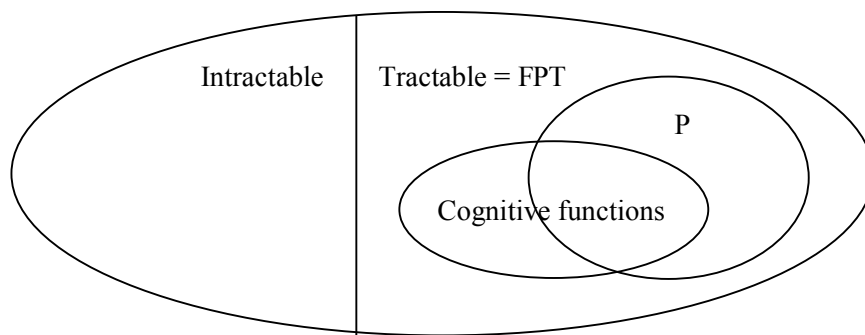 Intractable
Tractable = FPT
P
Cognitive functions